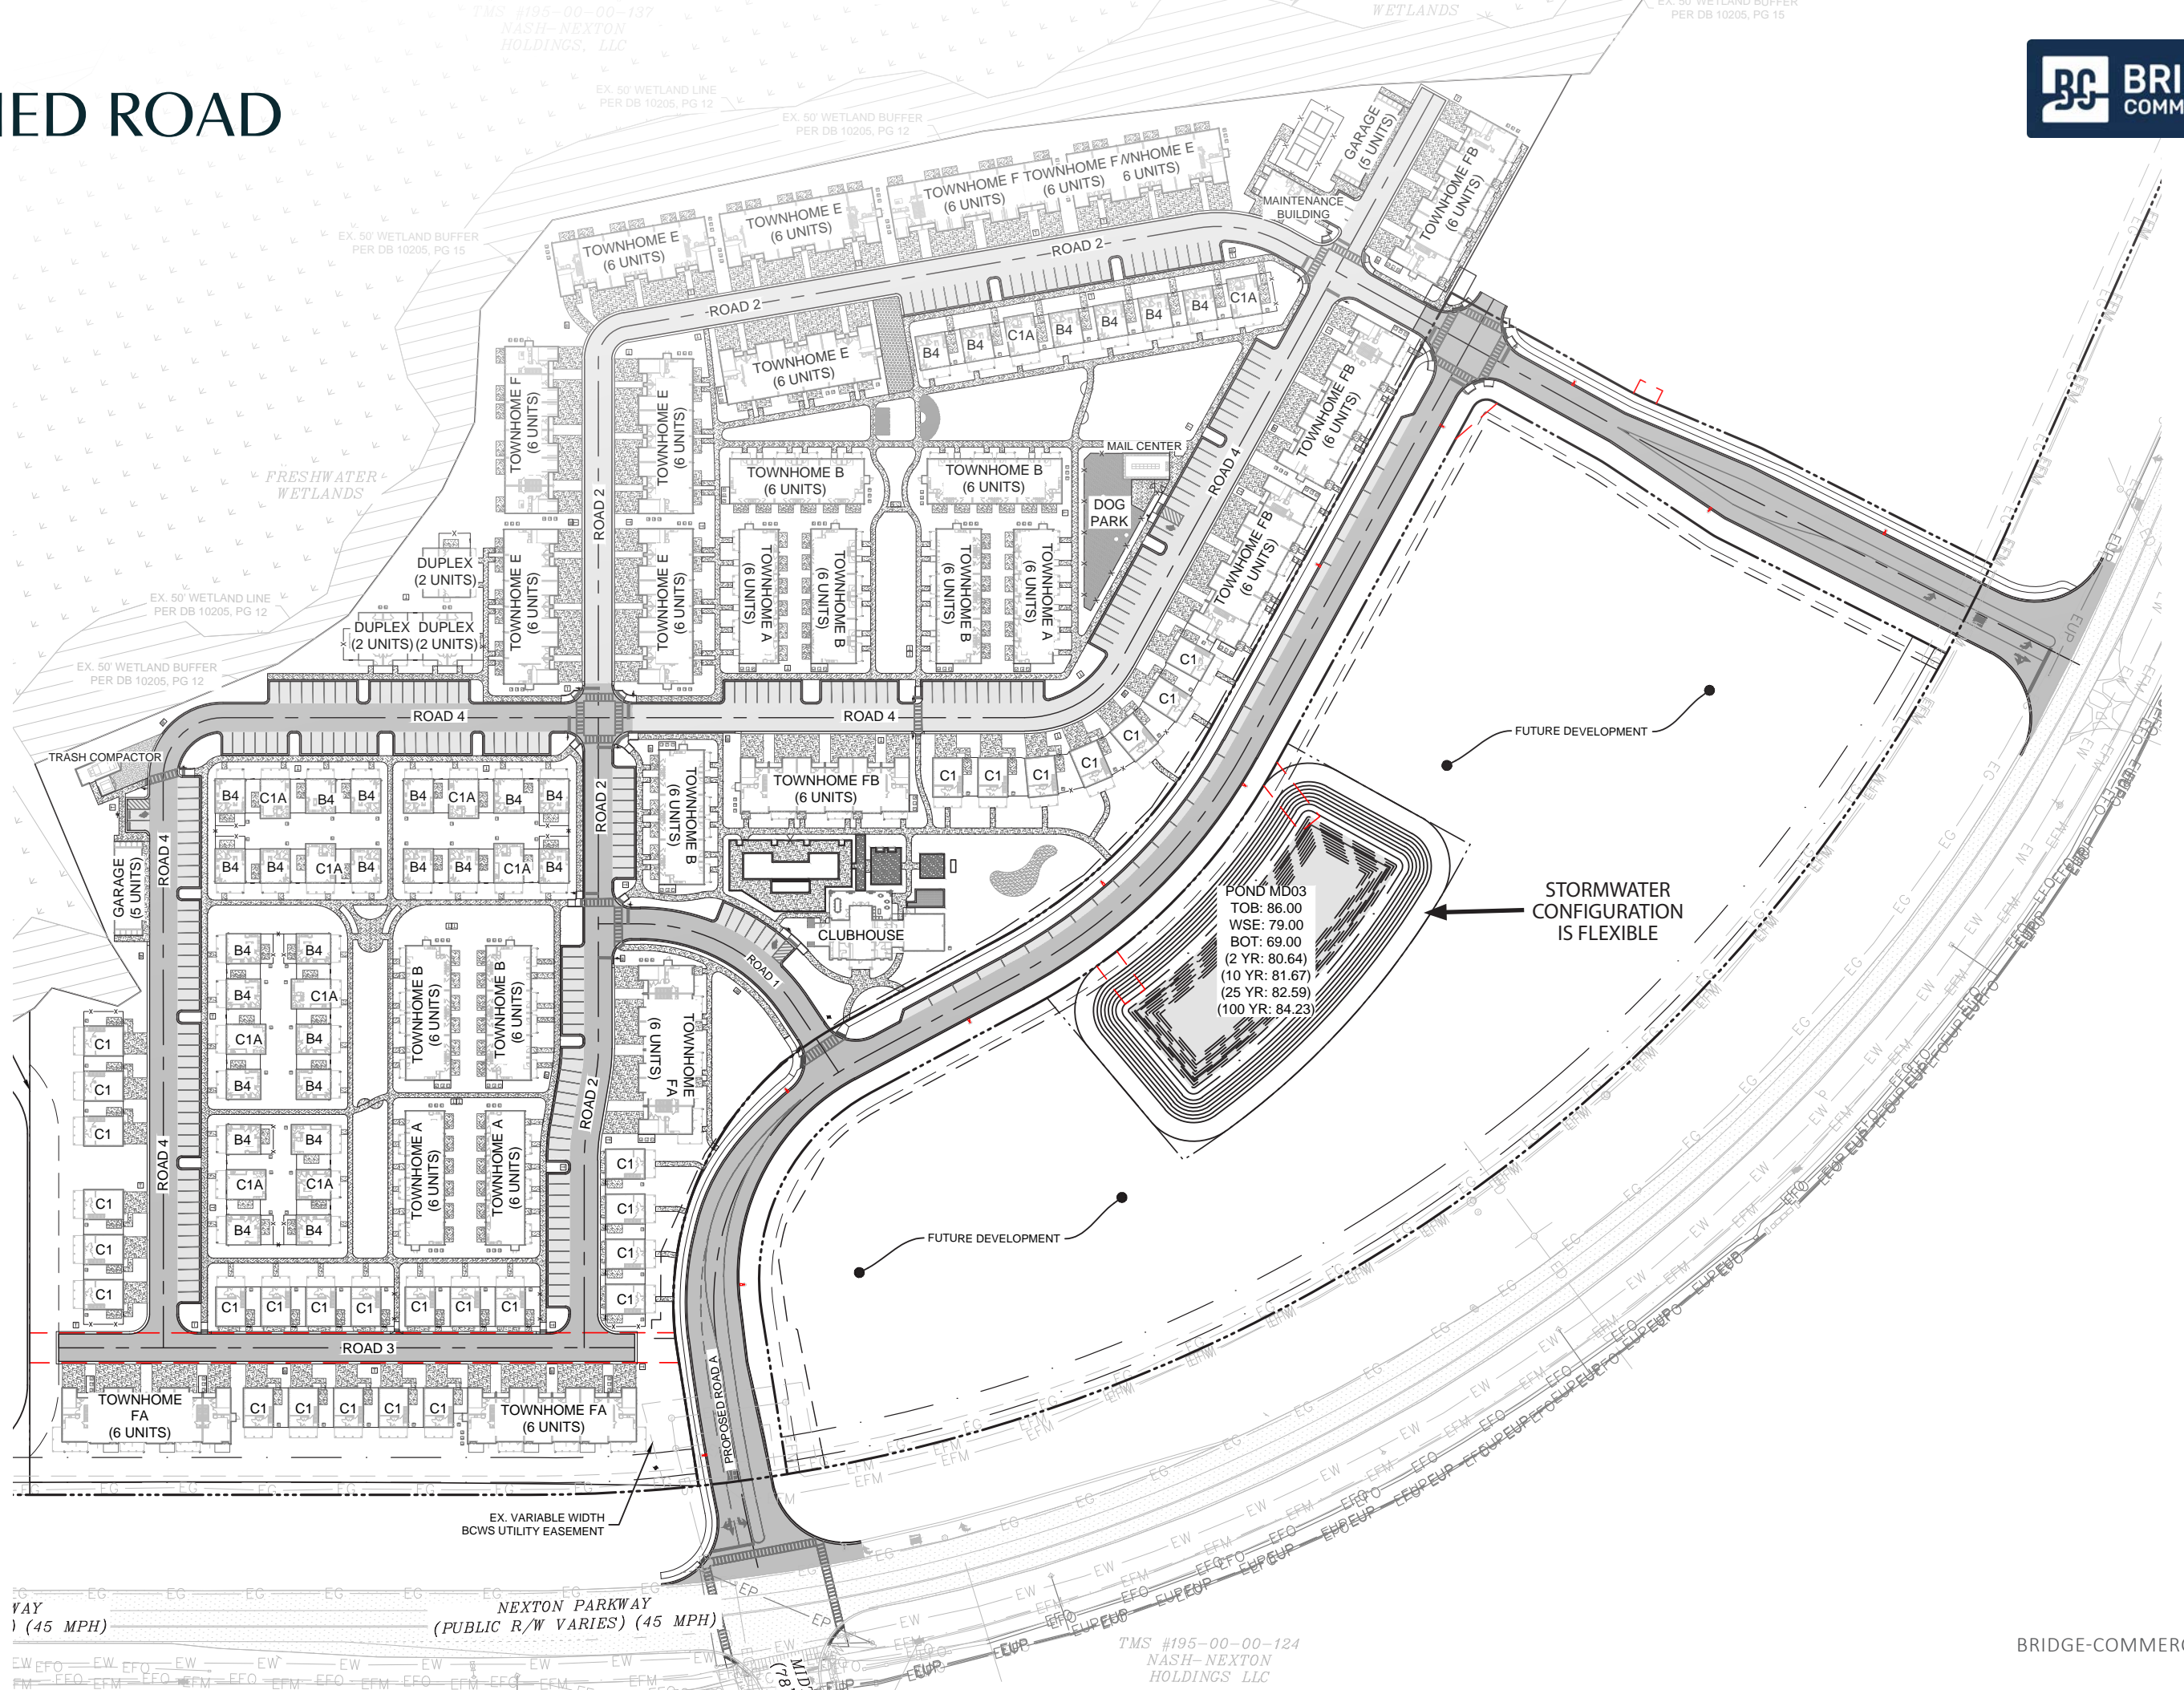 TMS #195-00-00-137
NASH-NEXTON
HOLDINGS, LLC
WETLANDS
EX. 50' WETLAND BUFFER
PER DB 10205, PG 15
ROAD
EX. 50' WETLAND LINE
PER DB 10205, PG 12
EX. 50' WETLAND BUFFER
PER DB 10205, PG 12
EX. 50' WETLAND BUFFER
PER DB 10205, PG 15
GARAGE
(5 UNITS)
TOWNHOME FB
(6 UNITS)
MAINTENANCE
BUILDING
TOWNHOME E
(6 UNITS)
TOWNHOME E
(6 UNITS)
TOWNHOME F
(6 UNITS)
TOWNHOME F
(6 UNITS)
WNHOME E
6 UNITS)
ROAD 2
ROAD 2
TOWNHOME E
(6 UNITS)
B4
B4
C1A
B4
B4
B4
B4
C1A
TOWNHOME F
(6 UNITS)
TOWNHOME E
(6 UNITS)
TOWNHOME FB
(6 UNITS)
FRESHWATER
WETLANDS
ROAD 2
TOWNHOME B
(6 UNITS)
TOWNHOME B
(6 UNITS)
MAIL CENTER
DOG
PARK
ROAD 4
TOWNHOME FB
(6 UNITS)
DUPLEX
(2 UNITS)
DUPLEX
(2 UNITS)
DUPLEX
(2 UNITS)
TOWNHOME E
(6 UNITS)
TOWNHOME E
(6 UNITS)
TOWNHOME A
(6 UNITS)
TOWNHOME B
(6 UNITS)
TOWNHOME B
(6 UNITS)
TOWNHOME A
(6 UNITS)
EX. 50' WETLAND LINE
PER DB 10205, PG 12
EX. 50' WETLAND BUFFER
PER DB 10205, PG 12
C1
C1
C1
C1
C1
C1
C1
ROAD 4
ROAD 4
TRASH COMPACTOR
FUTURE DEVELOPMENT
B4
C1A
B4
B4
B4
C1A
B4
B4
B4
B4
C1A
B4
B4
B4
C1A
B4
ROAD 2
TOWNHOME B
(6 UNITS)
TOWNHOME FB
(6 UNITS)
GARAGE
(5 UNITS)
ROAD 4
CLUBHOUSE
ROAD 1
POND MD03
TOB: 86.00
WSE: 79.00
BOT: 69.00
(2 YR: 80.64)
(10 YR: 81.67)
(25 YR: 82.59)
(100 YR: 84.23)
STORMWATER
CONFIGURATION
IS FLEXIBLE
B4
B4
B4
C1A
C1A
B4
B4
B4
TOWNHOME B
(6 UNITS)
TOWNHOME B
(6 UNITS)
TOWNHOME
FA
(6 UNITS)
C1
C1
C1
B4
B4
C1A
C1A
B4
B4
TOWNHOME A
(6 UNITS)
TOWNHOME A
(6 UNITS)
ROAD 2
ROAD 4
C1
C1
C1
C1
C1
C1
C1
FUTURE DEVELOPMENT
C1
C1
C1
C1
C1
C1
C1
ROAD 3
TOWNHOME
FA
(6 UNITS)
C1
C1
C1
C1
C1
TOWNHOME FA
(6 UNITS)
PROPOSED ROAD A
EX. VARIABLE WIDTH
BCWS UTILITY EASEMENT
(45 MPH)
NEXTON PARKWAY
(PUBLIC R/W VARIES) (45 MPH)
TMS #195-00-00-124
NASH-NEXTON
HOLDINGS LLC
EG
EW
EFM
EFO
EUP
EP